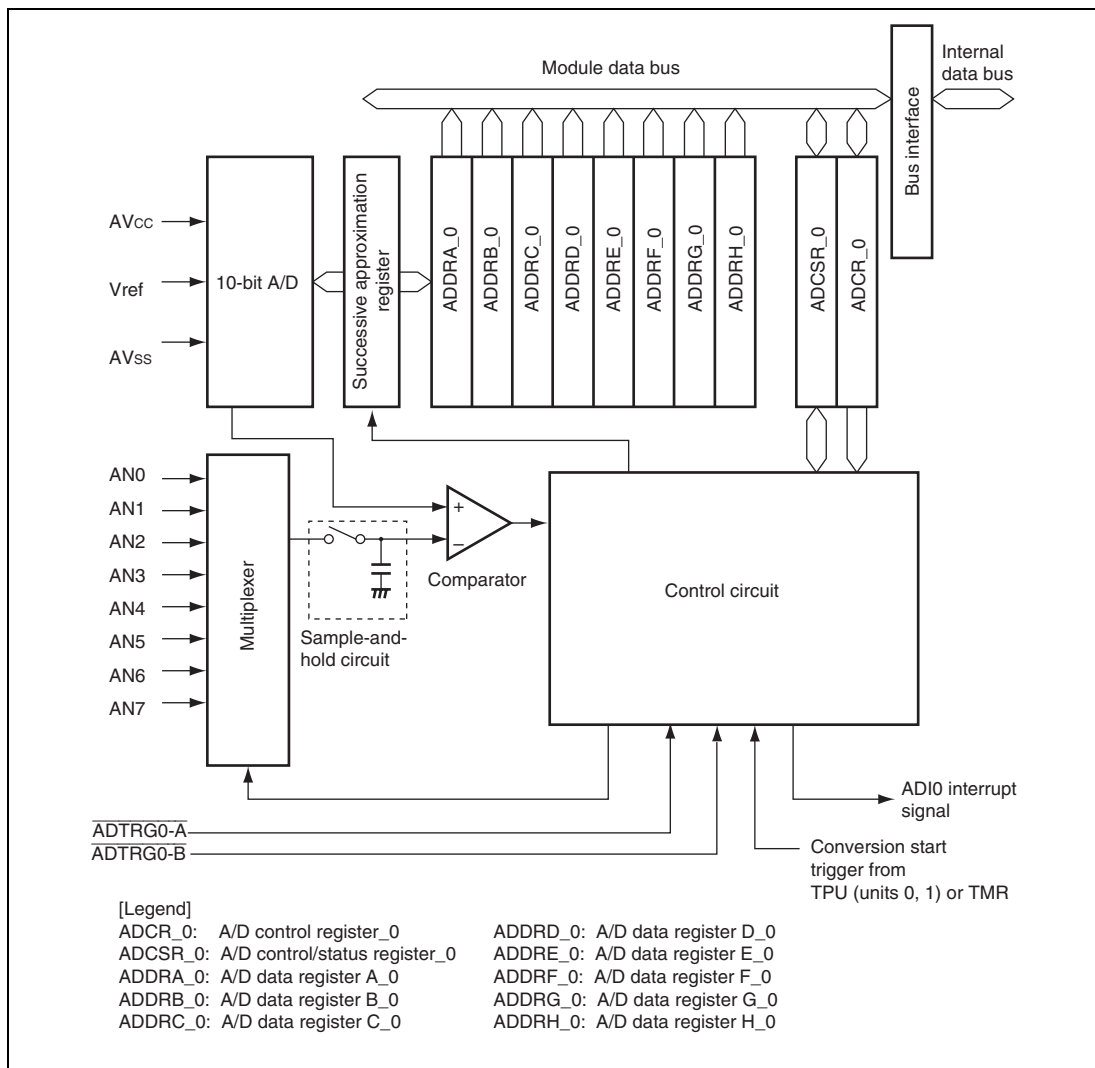 Module data bus
Internal
data bus
Bus interface
AVCC
Vref
AVSS
10-bit A/D
Successive approximation
register
ADDRA_0
ADDRB_0
ADDRC_0
ADDRD_0
ADDRE_0
ADDRF_0
ADDRG_0
ADDRH_0
ADCSR_0
ADCR_0
AN0
AN1
AN2
AN3
AN4
AN5
AN6
AN7
Multiplexer
+
–
Comparator
Sample-and-
hold circuit
Control circuit
ADI0 interrupt
signal
ADTRG0-A
ADTRG0-B
Conversion start
trigger from
TPU (units 0, 1) or TMR
[Legend]
ADCR_0: A/D control register_0
ADCSR_0: A/D control/status register_0
ADDRA_0: A/D data register A_0
ADDRB_0: A/D data register B_0
ADDRC_0: A/D data register C_0
ADDRD_0: A/D data register D_0
ADDRE_0: A/D data register E_0
ADDRF_0: A/D data register F_0
ADDRG_0: A/D data register G_0
ADDRH_0: A/D data register H_0